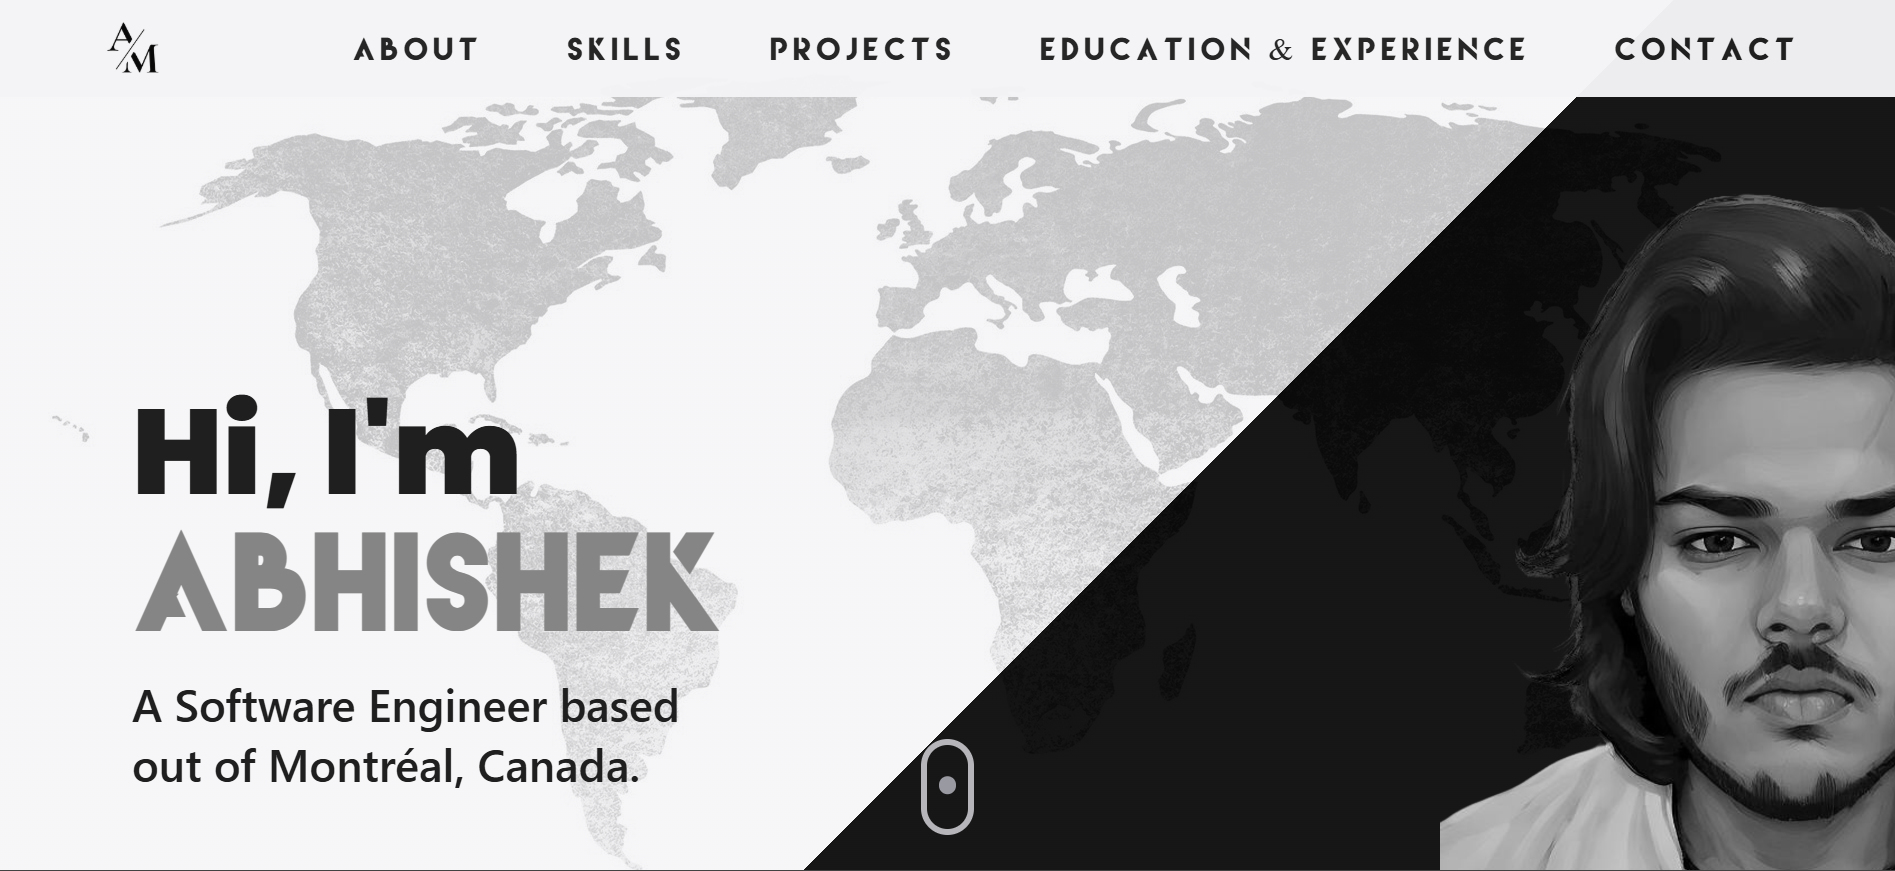 A/M
ABOUT SKILLS PROJECTS EDUCATION & EXPERIENCE CONTACT
Hi, I'm
ABHISHEK
A Software Engineer based
out of Montréal, Canada.